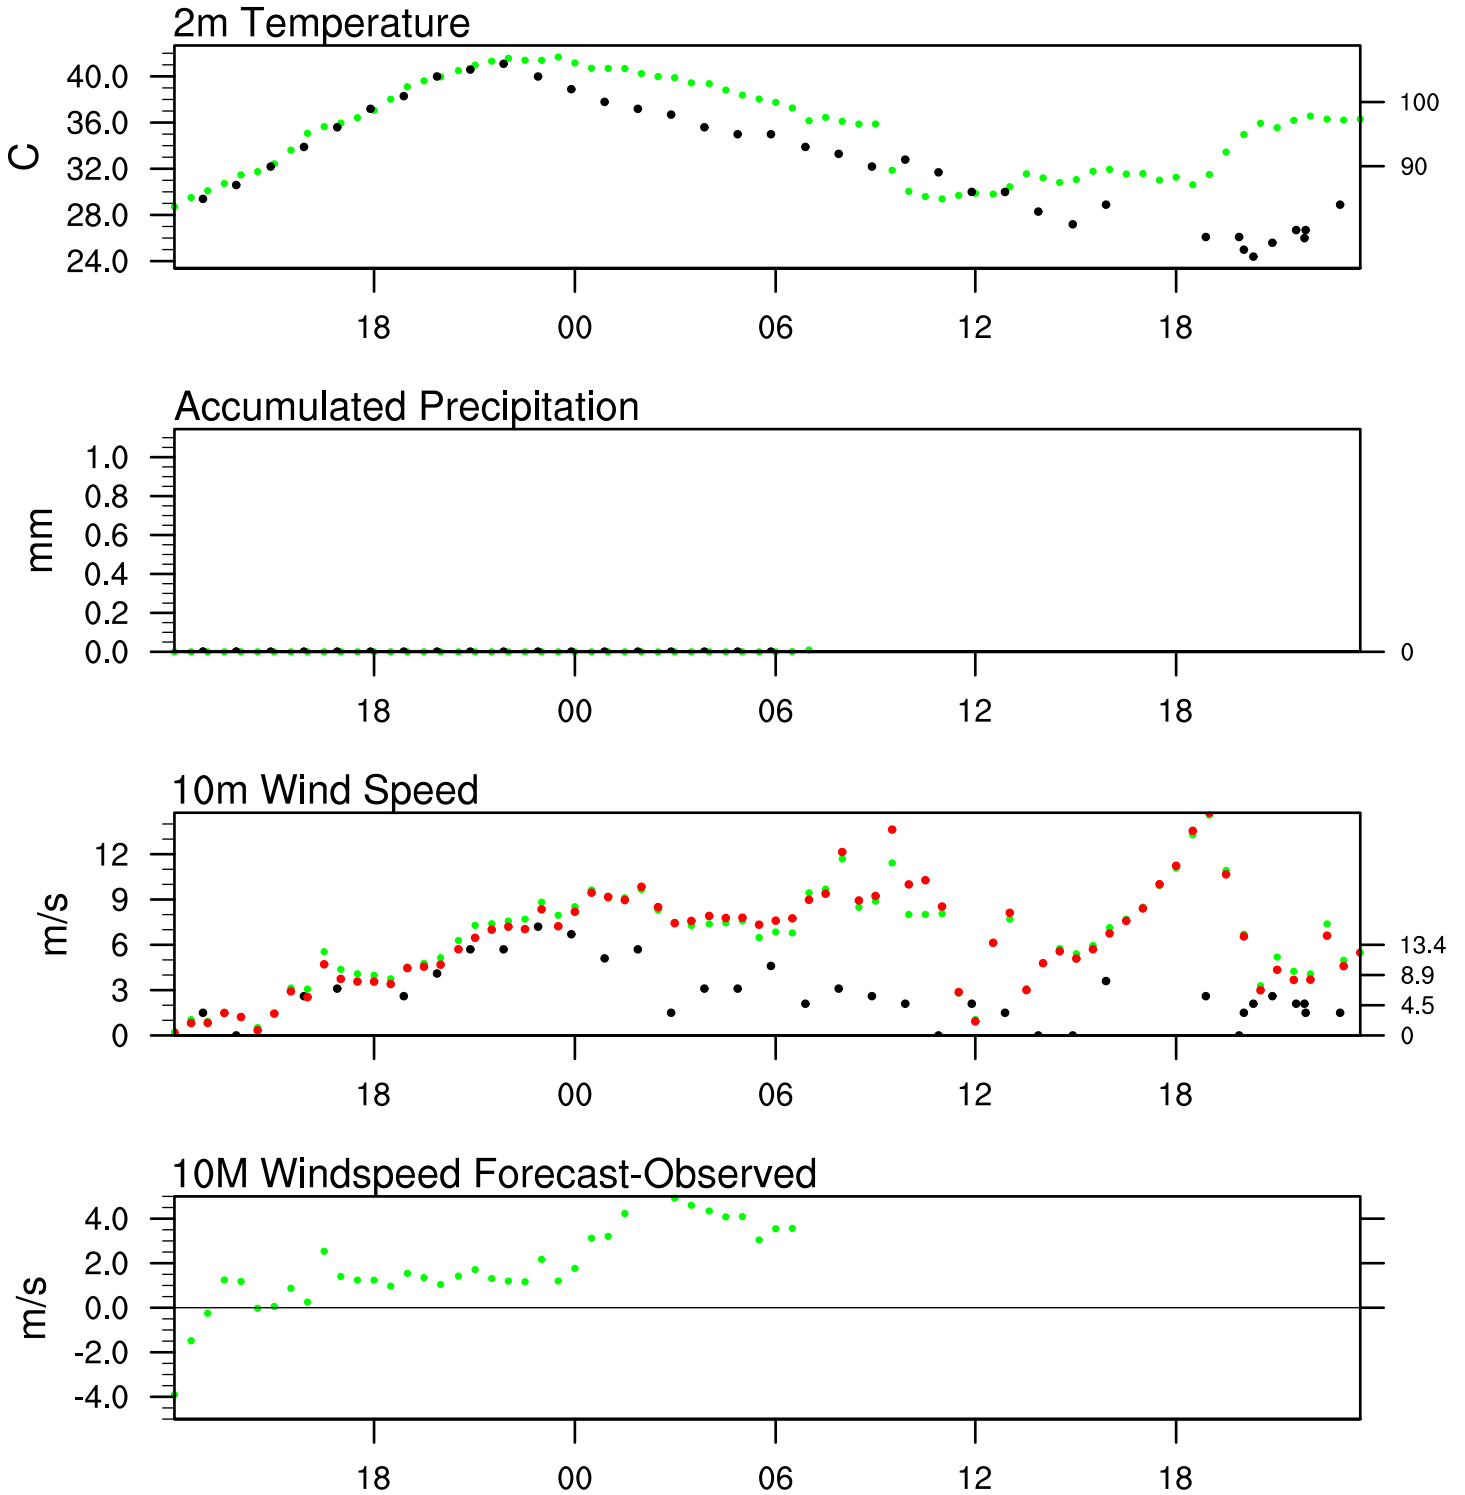 2m Temperature
40.0
36.0
32.0
28.0
24.0
C
100
90
18 00 06 12 18
Accumulated Precipitation
1.0
0.8
0.6
0.4
0.2
0.0
mm
0
18 00 06 12 18
10m Wind Speed
12
9
6
3
0
m/s
13.4
8.9
4.5
0
18 00 06 12 18
10M Windspeed Forecast-Observed
4.0
2.0
0.0
-2.0
-4.0
m/s
18 00 06 12 18